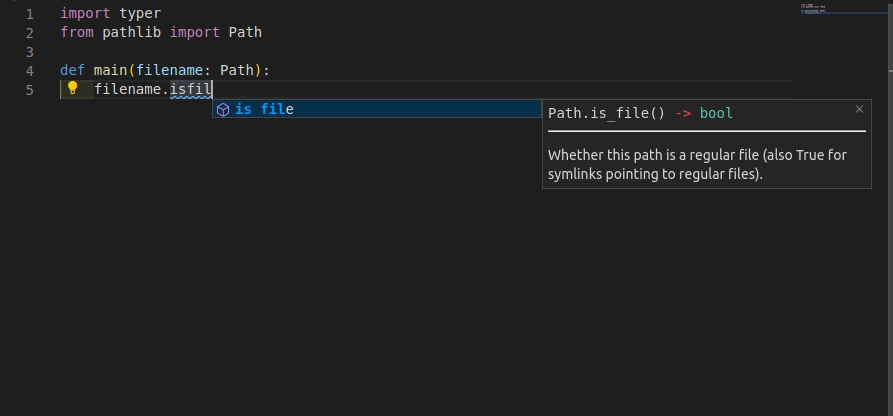 1 import typer
2 from pathlib import Path
3
4 def main(filename: Path):
5 filename.isfil
is_file
Path.is_file() -> bool
×
Whether this path is a regular file (also True for
symlinks pointing to regular files).